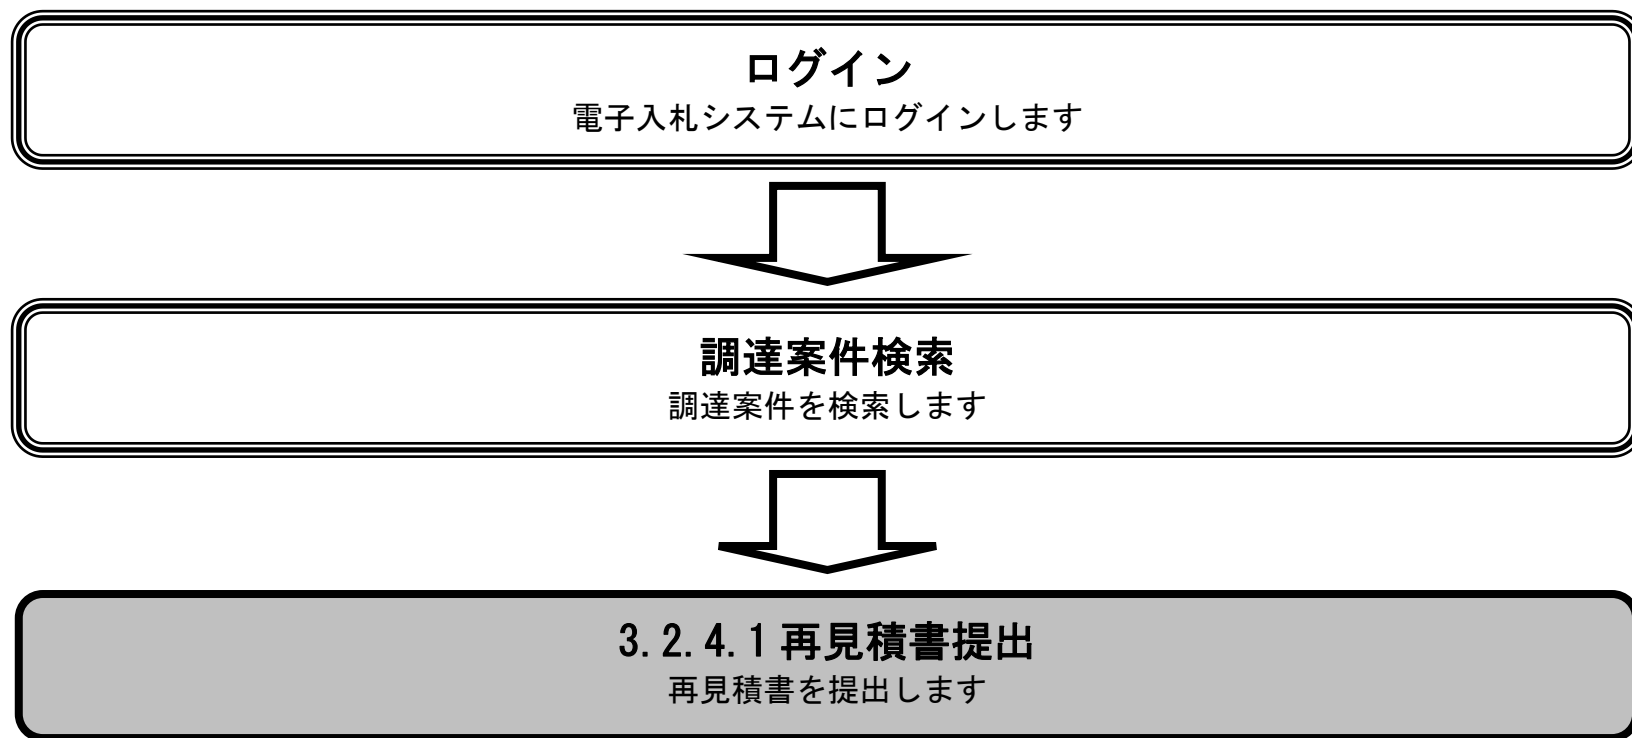 ログイン
電子入札システムにログインします
調達案件検索
調達案件を検索します
3.2.4.1 再見積書提出
再見積書を提出します